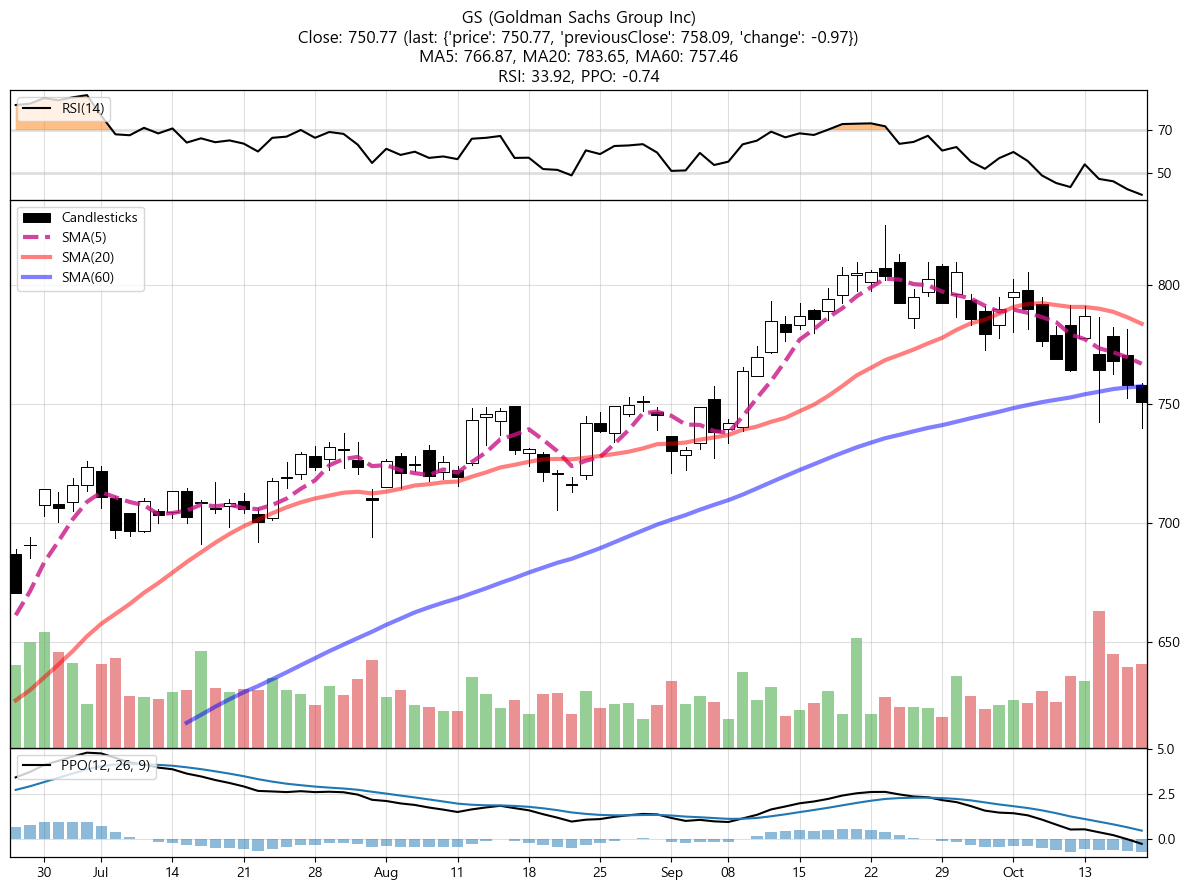 GS (Goldman Sachs Group Inc)
Close: 750.77 (last: {'price': 750.77, 'previousClose': 758.09, 'change': -0.97})
MA5: 766.87, MA20: 783.65, MA60: 757.46
RSI: 33.92, PPO: -0.74
RSI(14)
70
50
Candlesticks
SMA(5)
SMA(20)
SMA(60)
800
750
700
650
PPO(12, 26, 9)
5.0
2.5
0.0
30 Jul 14 21 28 Aug 11 18 25 Sep 08 15 22 29 Oct 13